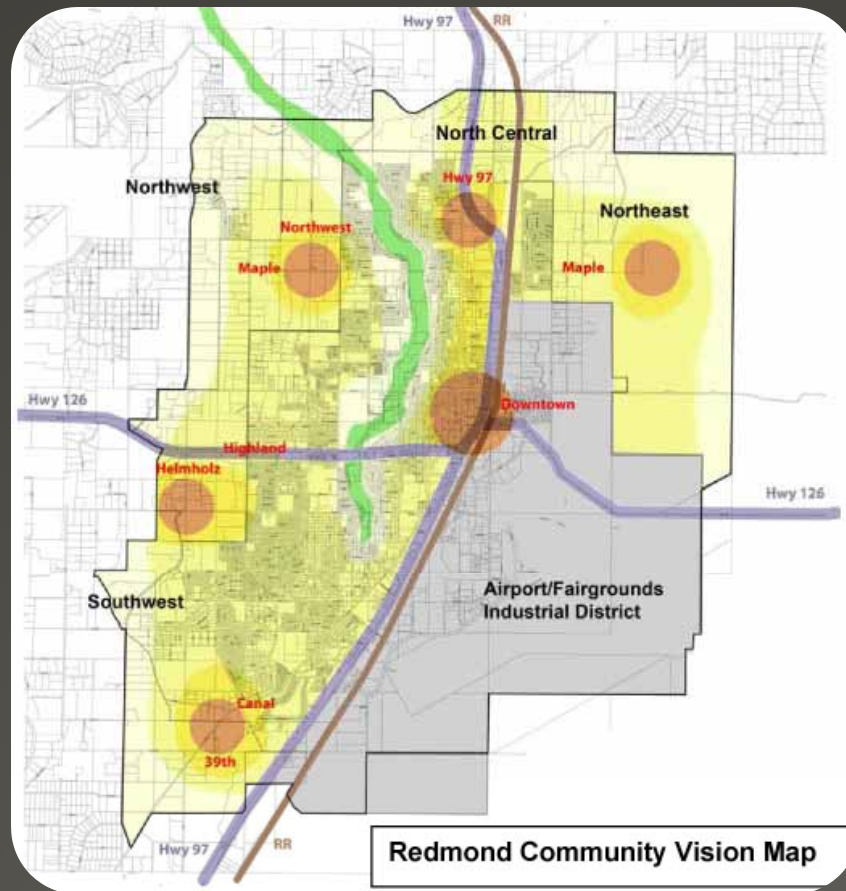 Hwy 97
RR
North Central
Hwy 97
Northwest
Northeast
Northwest
Maple
Maple
Hwy 126
Downtown
Highland
Helmholz
Hwy 126
Airport/Fairgrounds
Industrial District
Southwest
Canal
39th
Hwy 97
RR
Redmond Community Vision Map